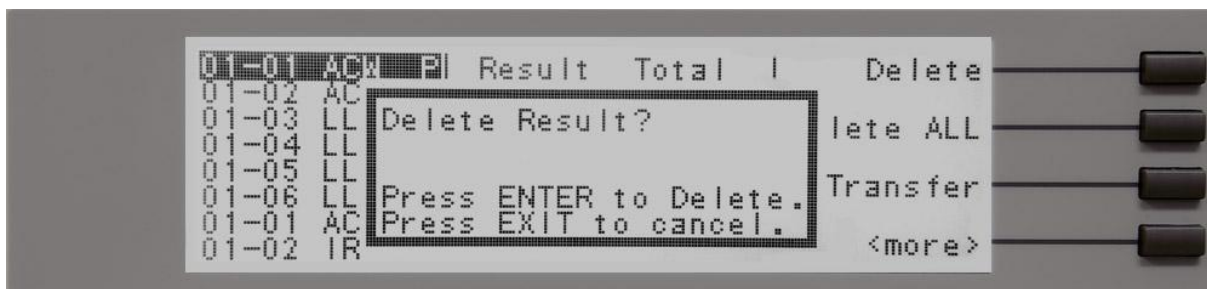 01-01 ACW P Result Total Delete
01-02 AC
01-03 LL Delete Result? lete ALL
01-04 LL
01-05 LL
01-06 LL Press ENTER to Delete. Transfer
01-01 AC Press EXIT to cancel.
01-02 IR <more>